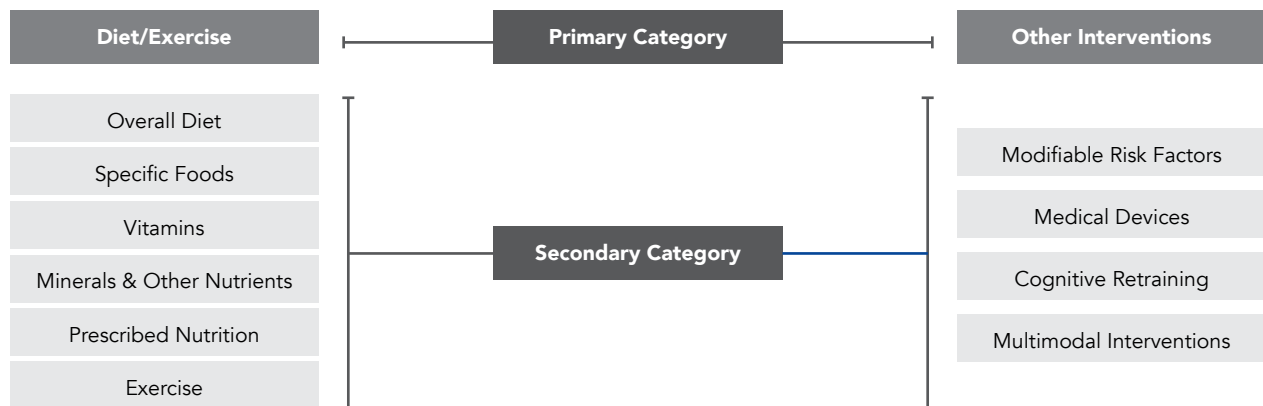 Diet/Exercise
Primary Category
Other Interventions
Overall Diet
Specific Foods
Vitamins
Minerals & Other Nutrients
Prescribed Nutrition
Exercise
Secondary Category
Modifiable Risk Factors
Medical Devices
Cognitive Retraining
Multimodal Interventions